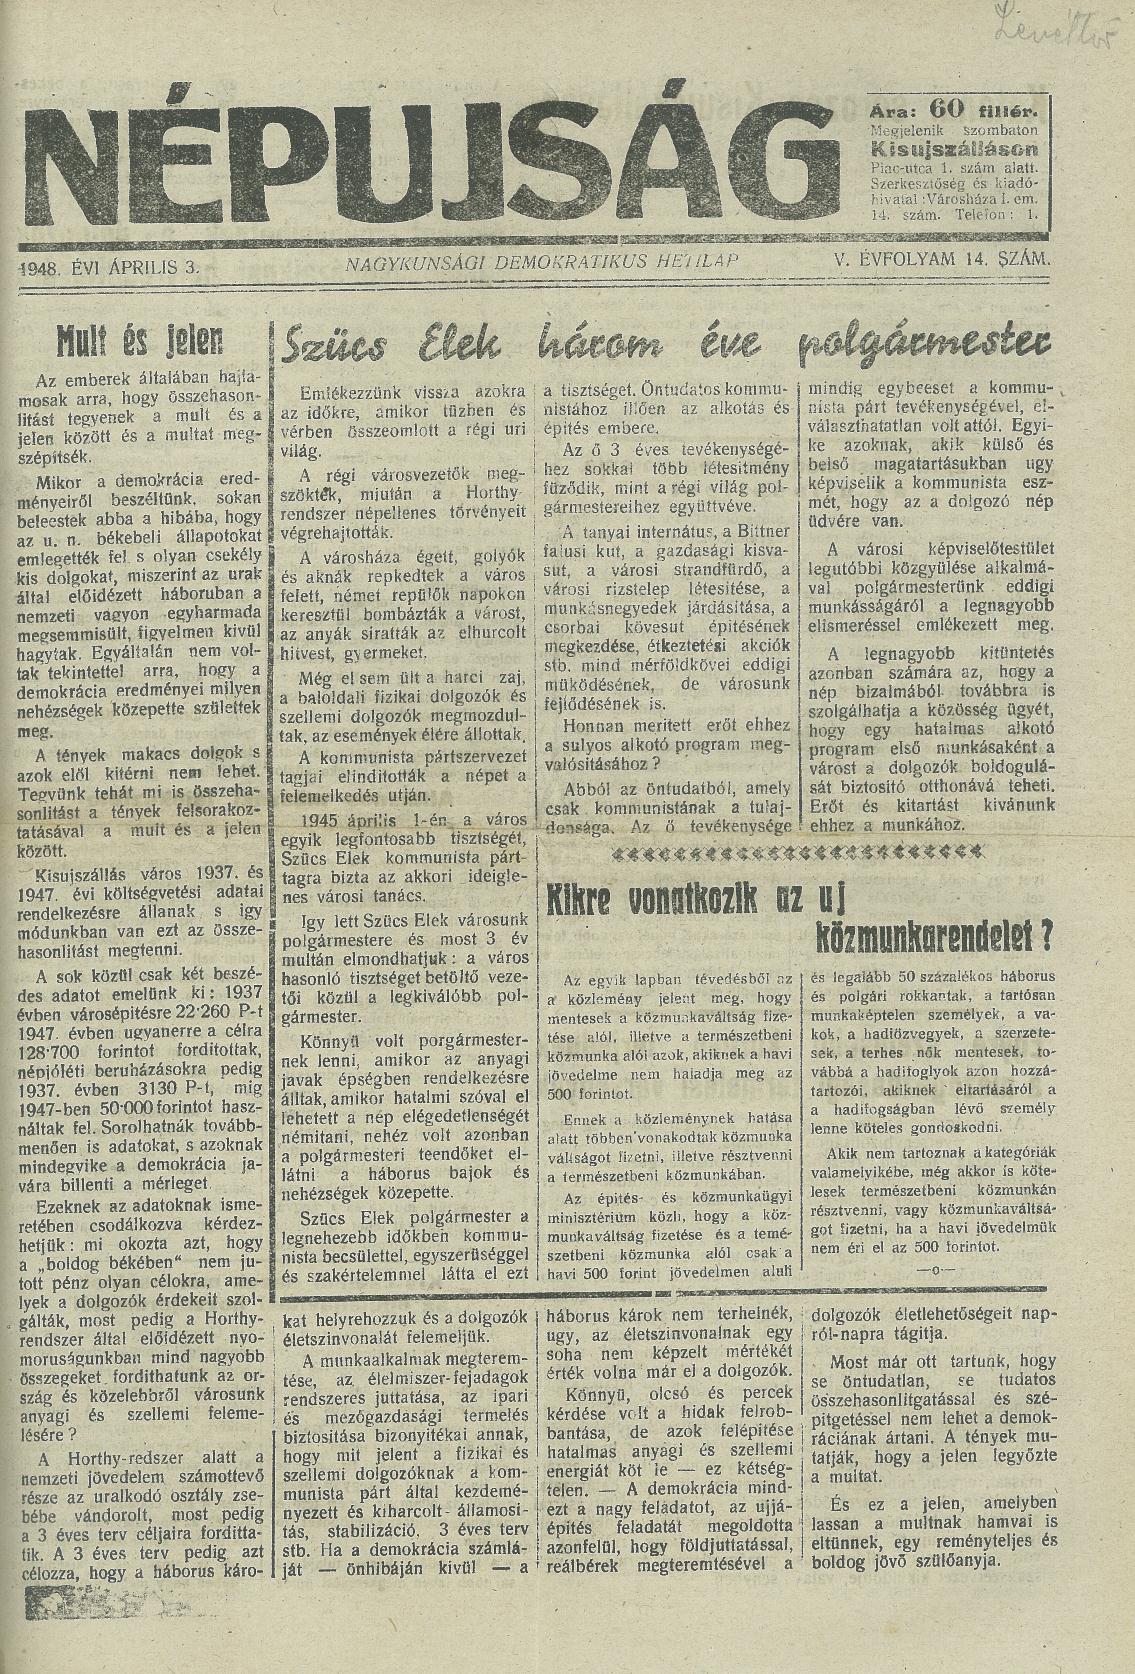 Levéltár
NÉPUJSÁG
Ára: 60 fillér.
Megjelenik szombaton
Kisujszálláson
Piac-utca 1. szám alatt.
Szerkesztőség és kiadó-
hivatal :Városháza I. em.
14. szám. Telefon: 1.
1948. ÉVI ÁPRILIS 3.
NAGYKUNSÁGI DEMOKRATIKUS HETILAP
V. ÉVFOLYAM 14. SZÁM.
Mult és jelen
Az emberek általában hajla-
mosak arra, hogy összehason-
litást tegyenek a mult és a
jelen között és a multat meg-
szépitsék.
Mikor a demokrácia ered-
ményeiről beszéltünk, sokan
beleestek abba a hibába, hogy
az u. n. békebeli állapotokat
emlegették fel s olyan csekély
kis dolgokat, miszerint az urak
által előidézett háboruban a
nemzeti vagyon egyharmada
megsemmisült, figyelmen kivül
hagytak. Egyáltalán nem vol-
tak tekintettel arra, hogy a
demokrácia eredményei milyen
nehézségek közepette születtek
meg.
A tények makacs dolgok s
azok elől kitérni nem lehet.
Tegyünk tehát mi is összeha-
sonlitást a tények felsorakoz-
tatásával a mult és a jelen
között.
Kisujszállás város 1937. és
1947. évi költségvetési adatai
rendelkezésre állanak s igy
módunkban van ezt az össze-
hasonlitást megtenni.
A sok közül csak két beszé-
des adatot emelünk ki: 1937
évben városépitésre 22·260 P-t
1947. évben ugyanerre a célra
128·700 forintot forditottak,
népjóléti beruházásokra pedig
1937. évben 3130 P-t, mig
1947-ben 50·000 forintot hasz-
náltak fel. Sorolhatnák tovább-
menően is adatokat, s azoknak
mindegyike a demokrácia ja-
vára billenti a mérleget.
Ezeknek az adatoknak isme-
retében csodálkozva kérdez-
hetjük: mi okozta azt, hogy
a „boldog békében“ nem ju-
tott pénz olyan célokra, ame-
lyek a dolgozók érdekeit szol-
gálták, most pedig a Horthy-
rendszer által előidézett nyo-
moruságunkban mind nagyobb
összegeket fordithatunk az or-
szág és közelebbről városunk
anyagi és szellemi feleme-
lésére ?
A Horthy-redszer alatt a
nemzeti jövedelem számottevő
része az uralkodó osztály zse-
bébe vándorolt, most pedig
a 3 éves terv céljaira fordítta-
tik. A 3 éves terv pedig azt
célozza, hogy a háborus káro-
Szücs Elek három éve polgármester
Emlékezzünk vissza azokra
az időkre, amikor tüzben és
vérben összeomlott a régi uri
világ.
A régi városvezetők meg-
szöktek, miután a Horthy-
rendszer népellenes törvényeit
végrehajtották.
A városháza égett, golyók
és aknák repkedtek a város
felett, német repülők napokon
keresztül bombázták a várost,
az anyák siratták az elhurcolt
hitvest, gyermeket.
Még el sem ült a harci zaj,
a baloldali fizikai dolgozók és
szellemi dolgozók megmozdul-
tak, az események élére állottak,
A kommunista pártszervezet
tagjai elinditották a népet a
felemelkedés utján.
1945 április 1-én a város
egyik legfontosabb tisztségét,
Szücs Elek kommunista párt-
tagra bizta az akkori ideigle-
nes városi tanács.
Igy lett Szücs Elek városunk
polgármestere és most 3 év
multán elmondhatjuk : a város
hasonló tisztséget betöltő veze-
tői közül a legkiválóbb pol-
gármester.
Könnyü volt porgármester-
nek lenni, amikor az anyagi
javak épségben rendelkezésre
álltak, amikor hatalmi szóval el
lehetett a nép elégedetlenségét
némitani, nehéz volt azonban
a polgármesteri teendőket el-
látni a háborus bajok és
nehézségek közepette.
Szücs Elek polgármester a
legnehezebb időkben kommu-
nista becsülettel, egyszerüséggel
és szakértelemmel látta el ezt
a tisztséget. Öntudatos kommu-
nistához illően az alkotás és
épités embere.
Az ő 3 éves tevékenységé-
hez sokkal több létesitmény
füződik, mint a régi világ pol-
gármestereihez együttvéve.
A tanyai internátus, a Bittner
falusi kut, a gazdasági kisva-
sut, a városi strandfürdő, a
városi rizstelep létesitése, a
munkásnegyedek járdásitása, a
csorbai kövesut épitésének
megkezdése, étkeztetési akciók
stb. mind mérföldkövei eddigi
müködésének, de városunk
fejlődésének is.
Honnan meritett erőt ehhez
a sulyos alkotó program meg-
valósitásához ?
Abból az öntudatból, amely
csak kommunistának a tulaj-
donsága. Az ő tevékenysége
mindig egybeeset a kommu-
nista párt tevékenységével, el-
választhatatlan volt attól. Egyi-
ke azoknak, akik külső és
belső magatartásukban ugy
képviselik a kommunista esz-
mét, hogy az a dolgozó nép
üdvére van.
A városi képviselőtestület
legutóbbi közgyülése alkalmá-
val polgármesterünk eddigi
munkásságáról a legnagyobb
elismeréssel emlékezett meg.
A legnagyobb kitüntetés
azonban számára az, hogy a
nép bizalmából továbbra is
szolgálhatja a közösség ügyét,
hogy egy hatalmas alkotó
program első munkásaként a
várost a dolgozók boldogulá-
sát biztositó otthonává teheti.
Erőt és kitartást kivánunk
ehhez a munkához.
Kikre vonatkozik az uj
közmunkarendelet ?
Az egyik lapban tévedésből az
a közlemény jelent meg, hogy
mentesek a közmunkaváltság fize-
tése alól, illetve a természetbeni
közmunka alól azok, akiknek a havi
jövedelme nem haladja meg az
500 forintot.
Ennek a közleménynek hatása
alatt többen vonakodtak közmunka
váltságot fizetni, illetve résztvenni
a természetbeni közmunkában.
Az épités- és közmunkaügyi
minisztérium közli, hogy a köz-
munkaváltság fizetése és a termé-
szetbeni közmunka alól csak a
havi 500 forint jövedelmen aluli
és legalább 50 százalékos háborus
és polgári rokkantak, a tartósan
munkaképtelen személyek, a va-
kok, a hadiözvegyek, a szerzete-
sek, a terhes nők mentesek, to-
vábbá a hadifoglyok azon hozzá-
tartozói, akiknek eltartásáról a
a hadifogságban lévő személy
lenne köteles gondoskodni.
Akik nem tartoznak a kategóriák
valamelyikébe, még akkor is köte-
lesek természetbeni közmunkán
résztvenni, vagy közmunkaváltsá-
got fizetni, ha a havi jövedelmük
nem éri el az 500 forintot.
—o—
kat helyrehozzuk és a dolgozók
életszinvonalát felemeljük.
A munkaalkalmak megterem-
tése, az élelmiszer-fejadagok
rendszeres juttatása, az ipari
és mezőgazdasági termelés
biztositása bizonyitékai annak,
hogy mit jelent a fizikai és
szellemi dolgozóknak a kom-
munista párt által kezdemé-
nyezett és kiharcolt államosi-
tás, stabilizáció, 3 éves terv
stb. Ha a demokrácia számlá-
ját — önhibáján kivül — a
háborus károk nem terhelnék,
ugy, az életszinvonalnak egy
soha nem képzelt mértékét
érték volna már el a dolgozók.
Könnyü, olcsó és percek
kérdése volt a hidak felrob-
bantása, de azok felépitése
hatalmas anyagi és szellemi
energiát köt le — ez kétség-
telen. — A demokrácia mind-
ezt a nagy feladatot, az ujjá-
épités feladatát megoldotta
azonfelül, hogy földjuttatással,
reálbérek megteremtésével a
dolgozók életlehetőségeit nap-
ról-napra tágitja.
Most már ott tartunk, hogy
se öntudatlan, se tudatos
összehasonlitgatással és szé-
pitgetéssel nem lehet a demok-
ráciának ártani. A tények mu-
tatják, hogy a jelen legyőzte
a multat.
És ez a jelen, amelyben
lassan a multnak hamvai is
eltünnek, egy reményteljes és
boldog jövő szülőanyja.